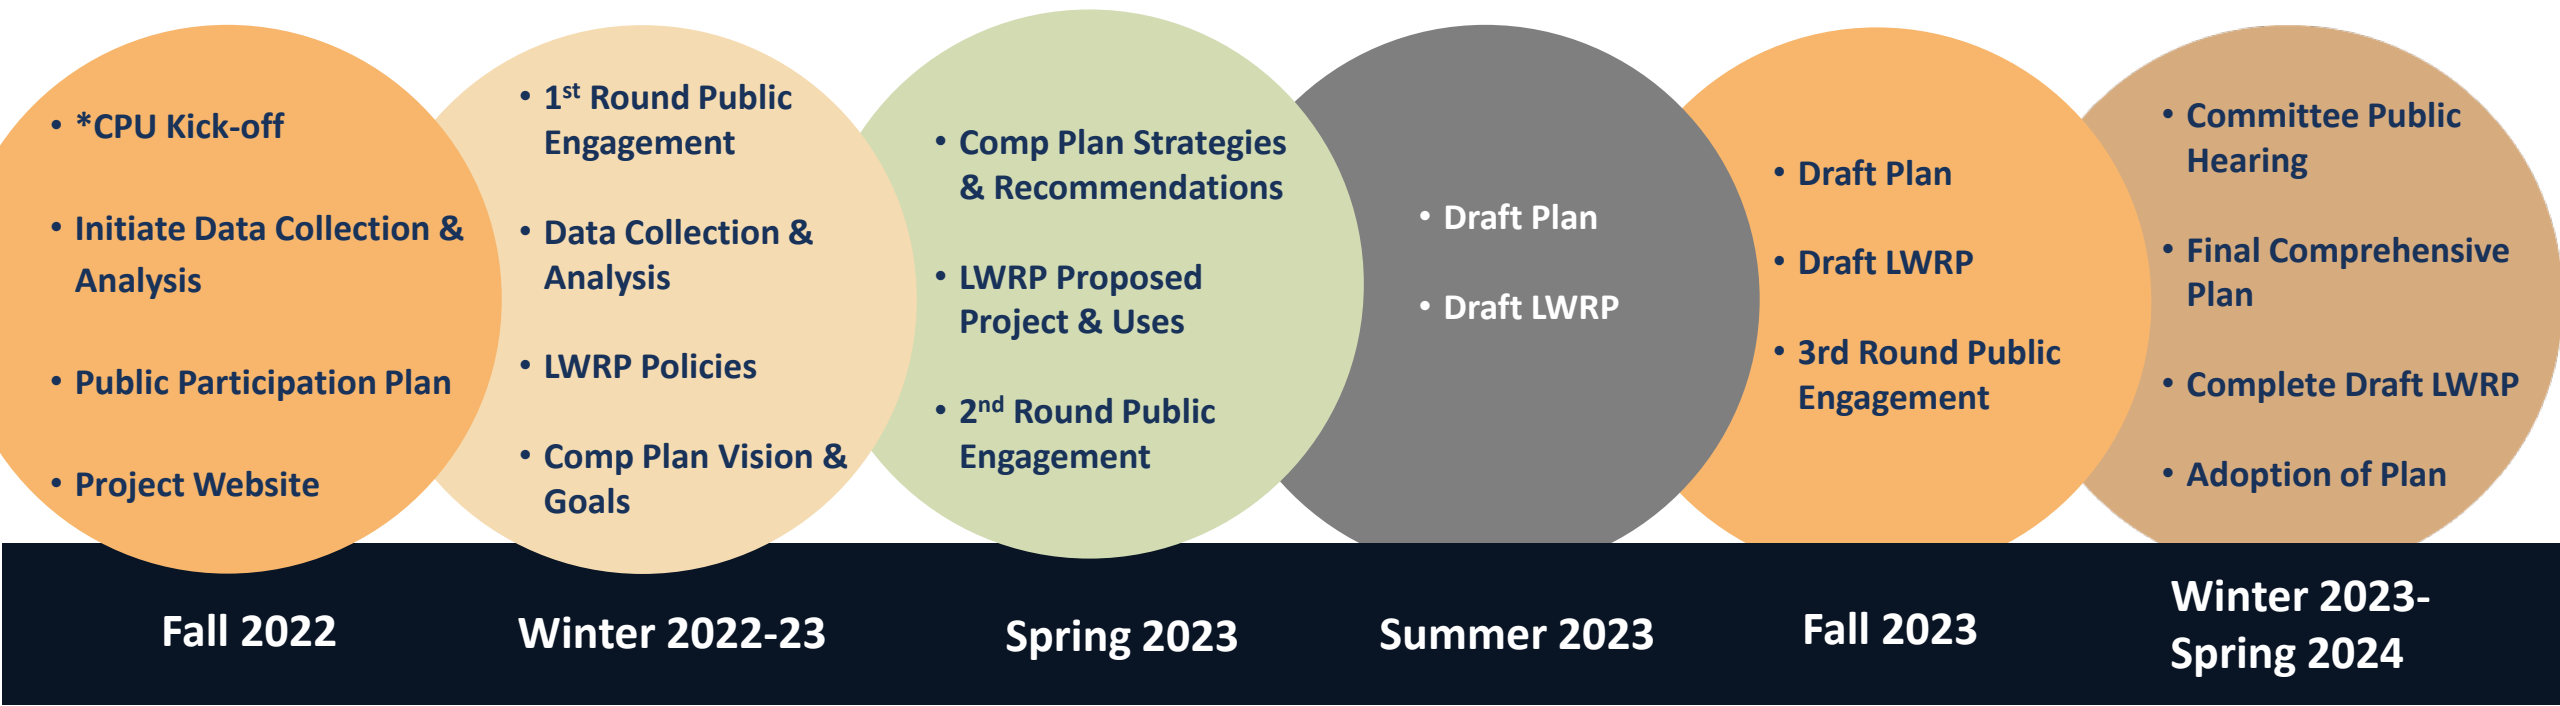 • *CPU Kick-off
• Initiate Data Collection &
Analysis
• Public Participation Plan
• Project Website
Fall 2022
• 1st Round Public
Engagement
• Data Collection &
Analysis
• LWRP Policies
• Comp Plan Vision &
Goals
Winter 2022-23
• Comp Plan Strategies
& Recommendations
• LWRP Proposed
Project & Uses
• 2nd Round Public
Engagement
Spring 2023
• Draft Plan
• Draft LWRP
Summer 2023
• Draft Plan
• Draft LWRP
• 3rd Round Public
Engagement
Fall 2023
• Committee Public
Hearing
• Final Comprehensive
Plan
• Complete Draft LWRP
• Adoption of Plan
Winter 2023-
Spring 2024